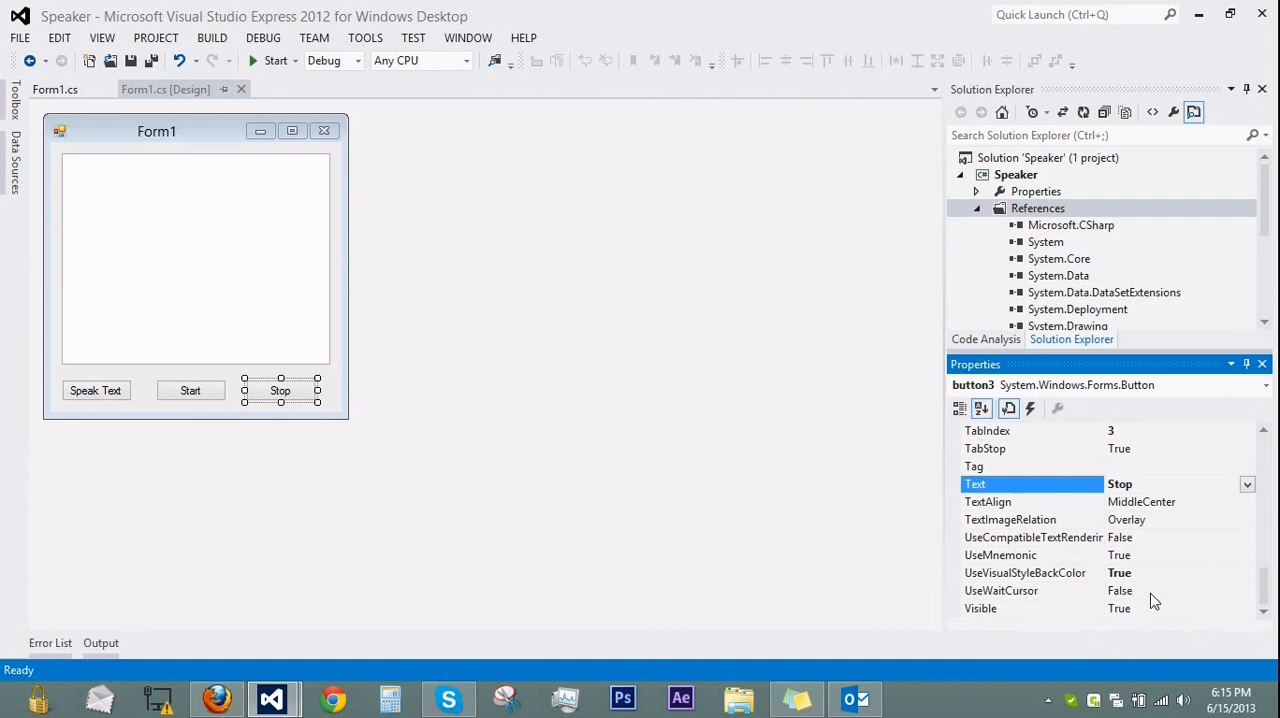 Speaker - Microsoft Visual Studio Express 2012 for Windows Desktop
Quick Launch (Ctrl+Q)
FILE EDIT VIEW PROJECT BUILD DEBUG TEAM TOOLS TEST WINDOW HELP
Start Debug Any CPU
Toolbox
Data Sources
Form1.cs Form1.cs [Design]
Form1
Speak Text Start Stop
Solution Explorer
Search Solution Explorer (Ctrl+;)
Solution 'Speaker' (1 project)
C# Speaker
Properties
References
Microsoft.CSharp
System
System.Core
System.Data
System.Data.DataSetExtensions
System.Deployment
System.Drawing
Code Analysis Solution Explorer
Properties
button3 System.Windows.Forms.Button
TabIndex 3
TabStop True
Tag
Text Stop
TextAlign MiddleCenter
TextImageRelation Overlay
UseCompatibleTextRenderin False
UseMnemonic True
UseVisualStyleBackColor True
UseWaitCursor False
Visible True
Error List Output
Ready
Ps Ae
6:15 PM
6/15/2013